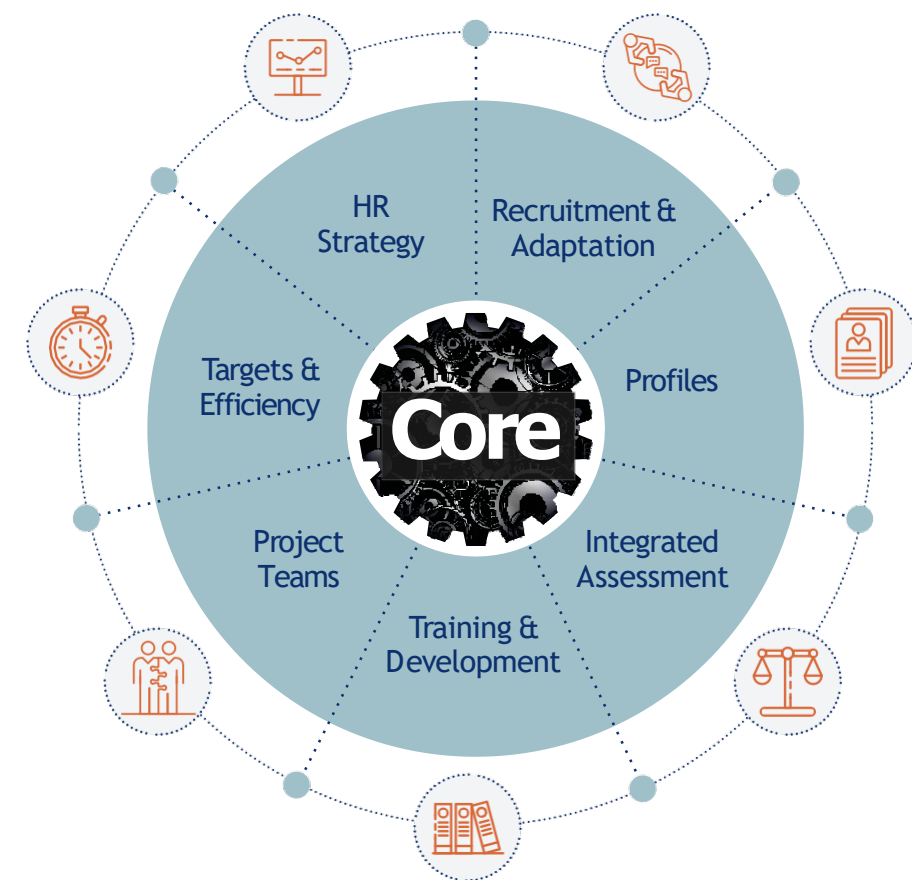 HR
Strategy
Recruitment &
Adaptation
Targets &
Efficiency
Profiles
Core
Project
Teams
Integrated
Assessment
Training &
Development